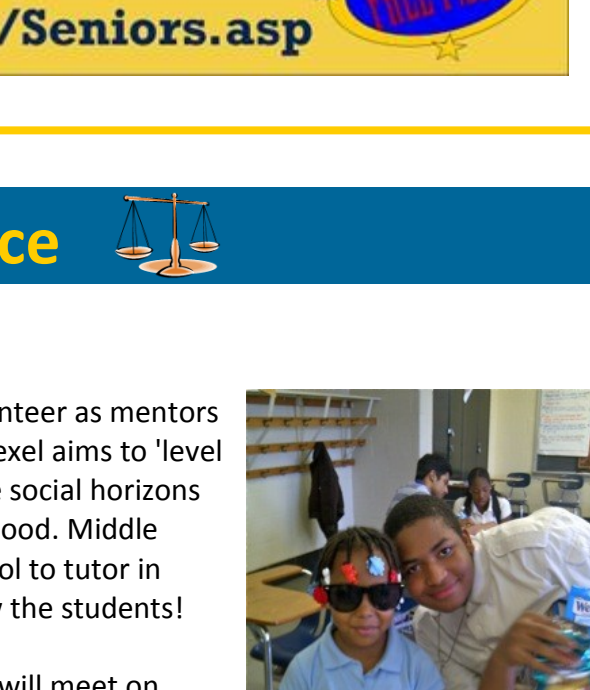 /Seniors.asp
ce
nteer as mentors
exel aims to 'level
e social horizons
ood. Middle
ol to tutor in
y the students!
will meet on
We